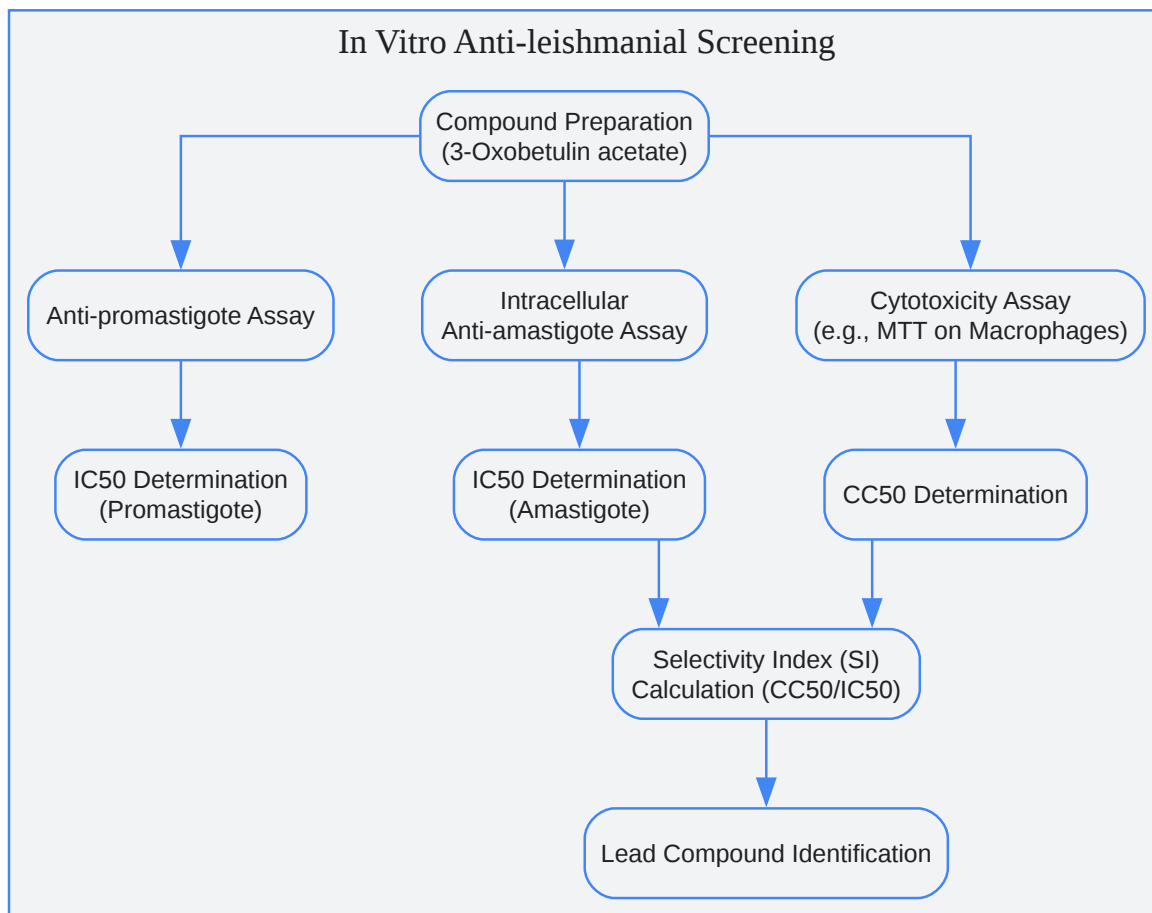 In Vitro Anti-leishmanial Screening
Compound Preparation
(3-Oxobetulin acetate)
Anti-promastigote Assay
Intracellular
Anti-amastigote Assay
Cytotoxicity Assay
(e.g., MTT on Macrophages)
IC50 Determination
(Promastigote)
IC50 Determination
(Amastigote)
CC50 Determination
Selectivity Index (SI)
Calculation (CC50/IC50)
Lead Compound Identification